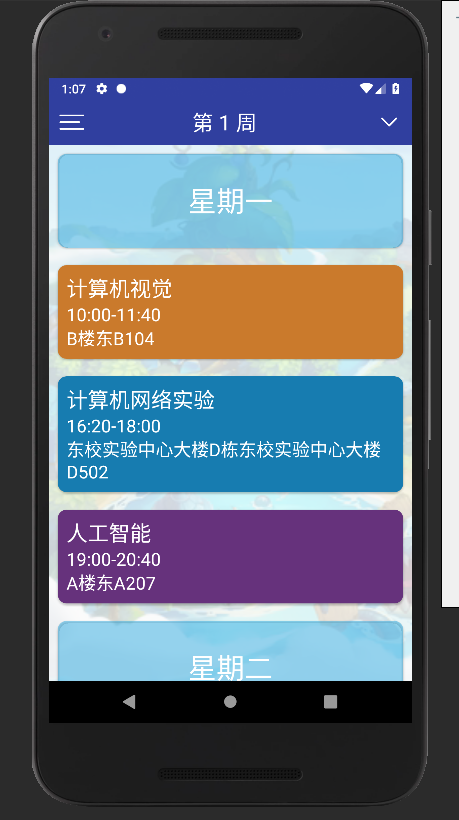 1:07
第 1 周
星期一
计算机视觉
10:00-11:40
B楼东B104
计算机网络实验
16:20-18:00
东校实验中心大楼D栋东校实验中心大楼
D502
人工智能
19:00-20:40
A楼东A207
星期二